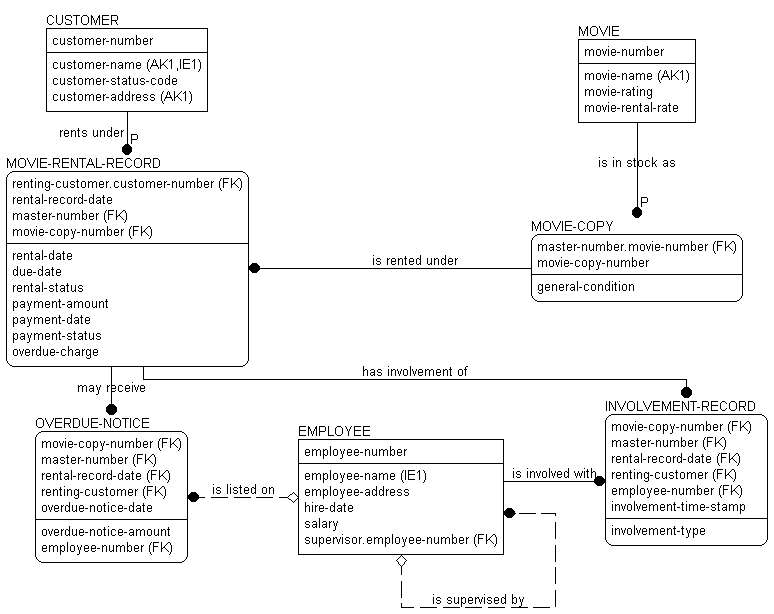 CUSTOMER
customer-number
customer-name (AK1,IE1)
customer-status-code
customer-address (AK1)
MOVIE
movie-number
movie-name (AK1)
movie-rating
movie-rental-rate
rents under
P
is in stock as
P
MOVIE-RENTAL-RECORD
renting-customer.customer-number (FK)
rental-record-date
master-number (FK)
movie-copy-number (FK)
rental-date
due-date
rental-status
payment-amount
payment-date
payment-status
overdue-charge
MOVIE-COPY
master-number.movie-number (FK)
movie-copy-number
general-condition
is rented under
has involvement of
may receive
OVERDUE-NOTICE
movie-copy-number (FK)
master-number (FK)
rental-record-date (FK)
renting-customer (FK)
overdue-notice-date
overdue-notice-amount
employee-number (FK)
is listed on
EMPLOYEE
employee-number
employee-name (IE1)
employee-address
hire-date
salary
supervisor.employee-number (FK)
is involved with
is supervised by
INVOLVEMENT-RECORD
movie-copy-number (FK)
master-number (FK)
rental-record-date (FK)
renting-customer (FK)
employee-number (FK)
involvement-time-stamp
involvement-type